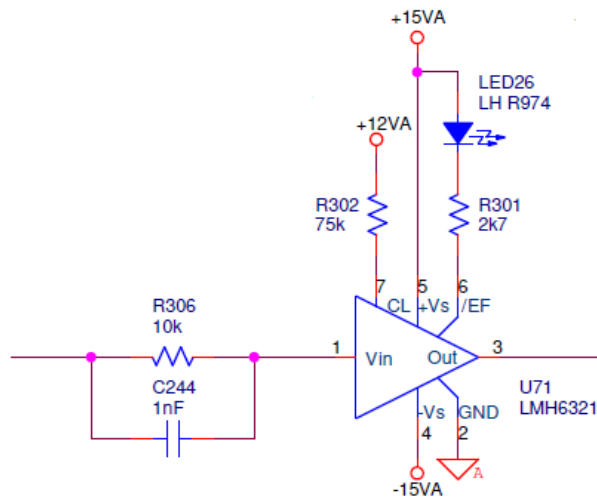 +15VA
LED26
LH R974
+12VA
R302
75k
R301
2k7
7
5
6
CL
+Vs
/EF
R306
10k
1
Vin
Out
3
C244
1nF
U71
LMH6321
-Vs
GND
4
2
A
-15VA